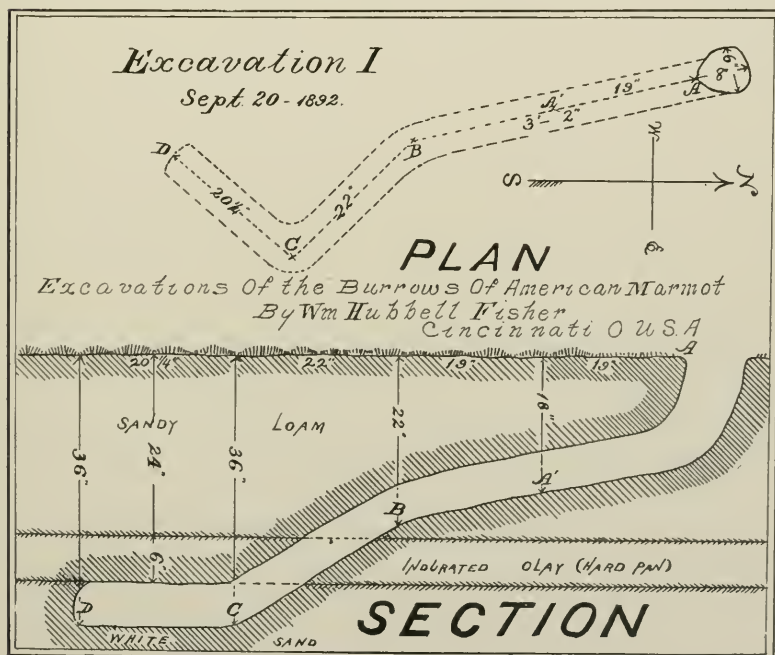 Excavation I
Sept. 20 - 1892.
6"
8
A
19"
A'
3' 2"
B
D
22"
20¼"
C
W
S N
E
PLAN
Excavations Of the Burrows Of American Marmot
By Wm Hubbell Fisher
Cincinnati O U S A
A
20¼" 22" 19" 19"
SANDY LOAM
36" 24" 36" 22" 18"
A'
B
6"
INDURATED CLAY (HARD PAN)
D C
SECTION
WHITE SAND